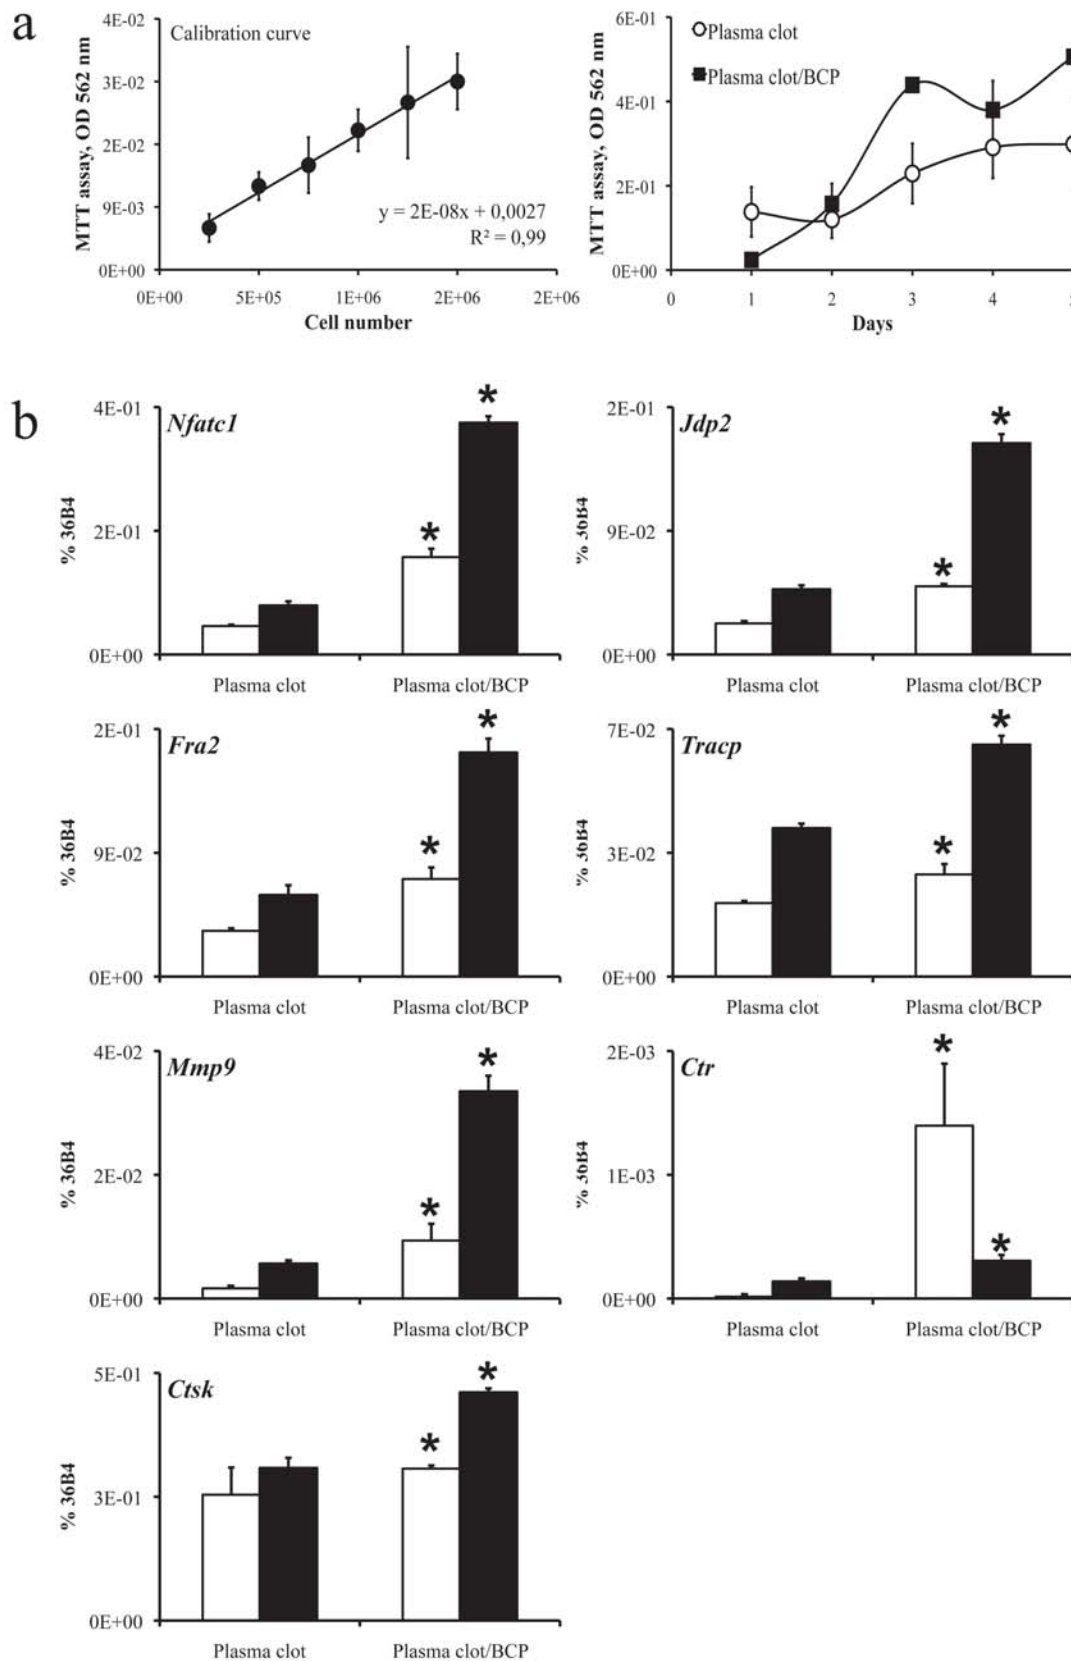 a
MTT assay, OD 562 nm
4E-02
3E-02
2E-02
9E-03
0E+00
Calibration curve
y = 2E-08x + 0,0027
R² = 0,99
0E+00 5E+05 1E+06 2E+06 2E+06
Cell number
MTT assay, OD 562 nm
6E-01
4E-01
2E-01
0E+00
Plasma clot
Plasma clot/BCP
0 1 2 3 4
Days
b
% 36B4
4E-01
2E-01
0E+00
Nfatc1
*
*
Plasma clot Plasma clot/BCP
% 36B4
2E-01
9E-02
0E+00
Jdp2
*
*
Plasma clot Plasma clot/BCP
% 36B4
2E-01
9E-02
0E+00
Fra2
*
*
Plasma clot Plasma clot/BCP
% 36B4
7E-02
3E-02
0E+00
Tracp
*
*
Plasma clot Plasma clot/BCP
% 36B4
4E-02
2E-02
0E+00
Mmp9
*
*
Plasma clot Plasma clot/BCP
% 36B4
2E-03
1E-03
0E+00
Ctr
*
*
Plasma clot Plasma clot/BCP
% 36B4
5E-01
3E-01
0E+00
Ctsk
*
*
Plasma clot Plasma clot/BCP